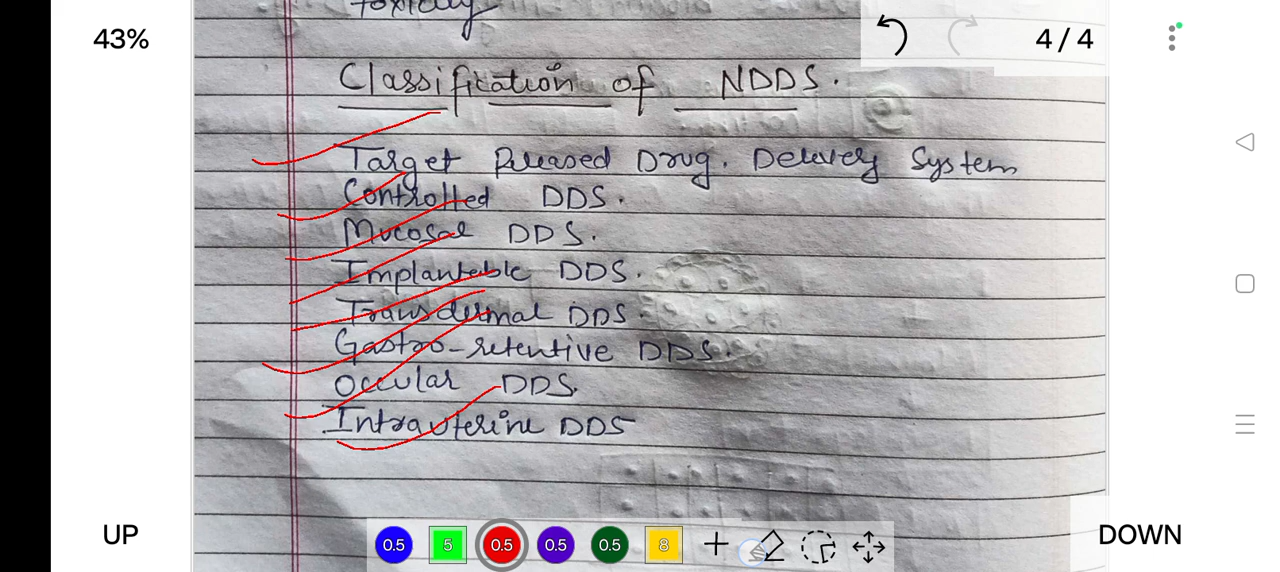 43%
4/4
toxicity
Classification of NDDS.
Target Released Drug. Delivery System
Controlled DDS.
Mucosal DDS.
Implantable DDS.
Transdermal DDS.
Gastro-retentive DDS.
Occular DDS.
Intrauterine DDS
UP
0.5 5 0.5 0.5 0.5 8
DOWN